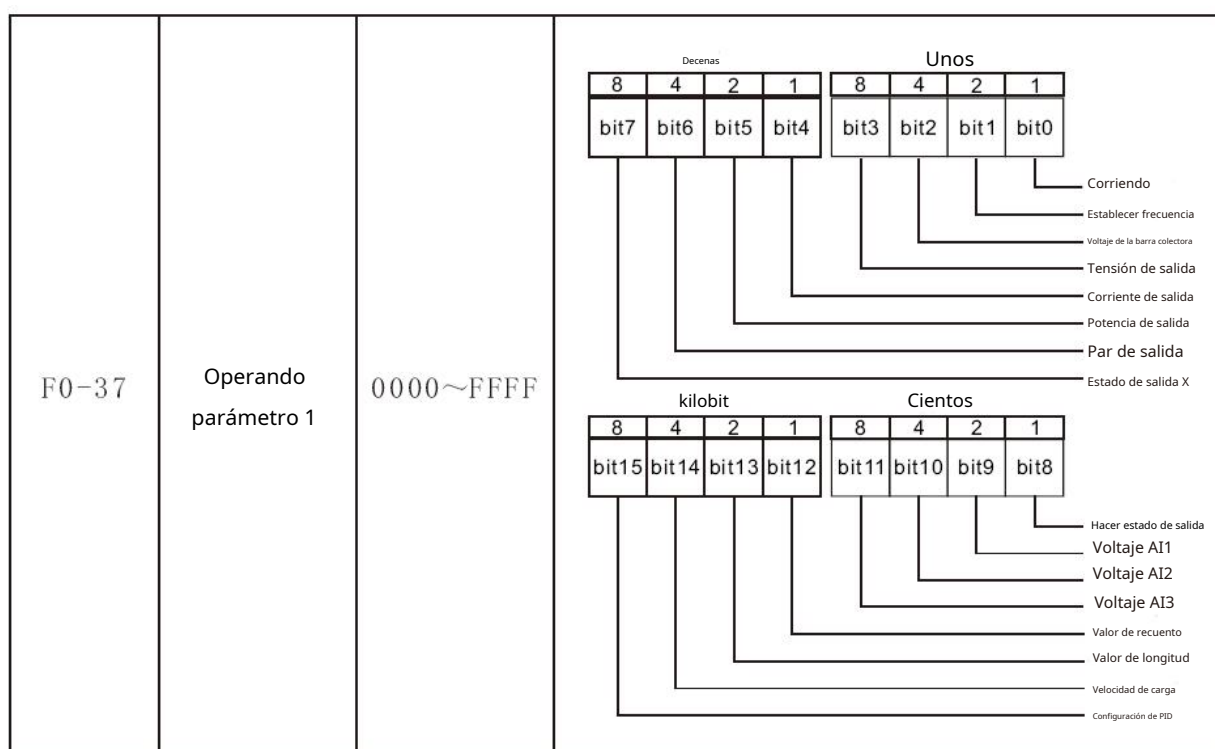 F0-37
Operando
parámetro 1
0000~FFFF
Decenas
Unos
8 4 2 1 8 4 2 1
bit7 bit6 bit5 bit4 bit3 bit2 bit1 bit0
Corriendo
Establecer frecuencia
Voltaje de la barra colectora
Tensión de salida
Corriente de salida
Potencia de salida
Par de salida
Estado de salida X
kilobit
Cientos
8 4 2 1 8 4 2 1
bit15 bit14 bit13 bit12 bit11 bit10 bit9 bit8
Hacer estado de salida
Voltaje AI1
Voltaje AI2
Voltaje AI3
Valor de recuento
Valor de longitud
Velocidad de carga
Configuración de PID